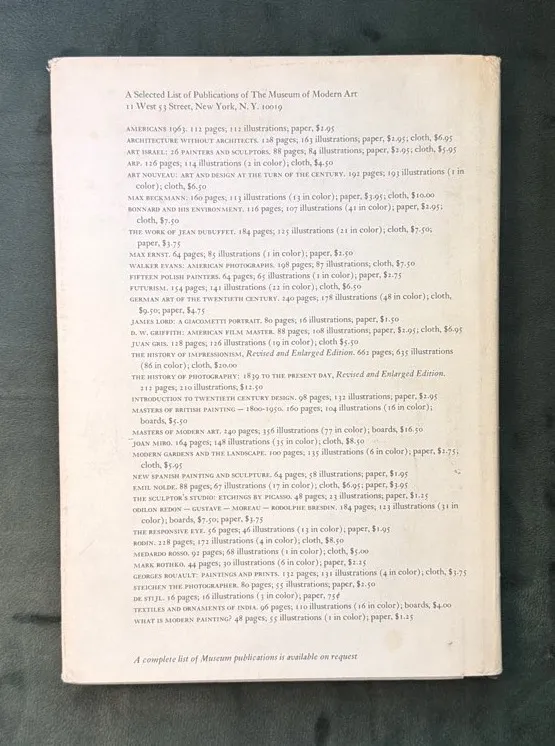 A Selected List of Publications of The Museum of Modern Art
11 West 53 Street, New York, N. Y. 10019
AMERICANS 1963. 112 pages; 112 illustrations; paper, $2.95
ARCHITECTURE WITHOUT ARCHITECTS. 128 pages; 163 illustrations; paper, $2.95; cloth, $6.95
ART ISRAEL: 26 PAINTERS AND SCULPTORS. 88 pages; 84 illustrations; paper, $2.95; cloth, $5.95
ARP. 126 pages; 114 illustrations (2 in color); cloth, $4.50
ART NOUVEAU: ART AND DESIGN AT THE TURN OF THE CENTURY. 192 pages; 193 illustrations (1 in
color); cloth, $6.50
MAX BECKMANN. 160 pages; 113 illustrations (13 in color); paper, $3.95; cloth, $10.00
BONNARD AND HIS ENVIRONMENT. 116 pages; 107 illustrations (41 in color); paper, $2.95;
cloth, $7.50
THE WORK OF JEAN DUBUFFET. 184 pages; 125 illustrations (21 in color); cloth, $7.50;
paper, $3.75
MAX ERNST. 64 pages; 85 illustrations (1 in color); paper, $2.50
WALKER EVANS: AMERICAN PHOTOGRAPHS. 198 pages; 87 illustrations; cloth, $7.50
FIFTEEN POLISH PAINTERS. 64 pages; 65 illustrations (1 in color); paper, $2.75
FUTURISM. 154 pages; 141 illustrations (22 in color); cloth, $6.50
GERMAN ART OF THE TWENTIETH CENTURY. 240 pages; 178 illustrations (48 in color); cloth,
$9.50; paper, $4.75
JAMES LORD: A GIACOMETTI PORTRAIT. 80 pages; 16 illustrations; paper, $1.50
D. W. GRIFFITH: AMERICAN FILM MASTER. 88 pages; 108 illustrations; paper, $2.95; cloth, $6.95
JUAN GRIS. 128 pages; 126 illustrations (19 in color); cloth $5.50
THE HISTORY OF IMPRESSIONISM, Revised and Enlarged Edition. 662 pages; 635 illustrations
(86 in color); cloth, $20.00
THE HISTORY OF PHOTOGRAPHY: 1839 TO THE PRESENT DAY, Revised and Enlarged Edition.
212 pages; 210 illustrations; $12.50
INTRODUCTION TO TWENTIETH CENTURY DESIGN. 98 pages; 132 illustrations; paper, $2.95
MASTERS OF BRITISH PAINTING — 1800-1950. 160 pages; 104 illustrations (16 in color);
boards, $5.50
MASTERS OF MODERN ART. 240 pages; 356 illustrations (77 in color); boards, $16.50
JOAN MIRO. 164 pages; 148 illustrations (35 in color); cloth, $8.50
MODERN GARDENS AND THE LANDSCAPE. 100 pages; 135 illustrations (6 in color); paper, $2.75;
cloth, $5.95
NEW SPANISH PAINTING AND SCULPTURE. 64 pages; 58 illustrations; paper, $1.95
EMIL NOLDE. 88 pages; 67 illustrations (17 in color); cloth, $6.95; paper, $3.95
THE SCULPTOR'S STUDIO: ETCHINGS BY PICASSO. 48 pages; 23 illustrations; paper, $1.25
ODILON REDON — GUSTAVE — MOREAU — RODOLPHE BRESDIN. 184 pages; 123 illustrations (31 in
color); boards, $7.50; paper, $3.75
THE RESPONSIVE EYE. 56 pages; 46 illustrations (13 in color); paper, $1.95
RODIN. 228 pages; 172 illustrations (4 in color); cloth, $8.50
MEDARDO ROSSO. 92 pages; 68 illustrations (1 in color); cloth, $5.00
MARK ROTHKO. 44 pages; 30 illustrations (6 in color); paper, $2.25
GEORGES ROUAULT: PAINTINGS AND PRINTS. 132 pages; 131 illustrations (4 in color); cloth, $3.75
STEICHEN THE PHOTOGRAPHER. 80 pages; 55 illustrations; paper, $2.50
DE STIJL. 16 pages; 16 illustrations (3 in color); paper, 75¢
TEXTILES AND ORNAMENTS OF INDIA. 96 pages; 110 illustrations (16 in color); boards, $4.00
WHAT IS MODERN PAINTING? 48 pages; 55 illustrations (1 in color); paper, $1.25
A complete list of Museum publications is available on request